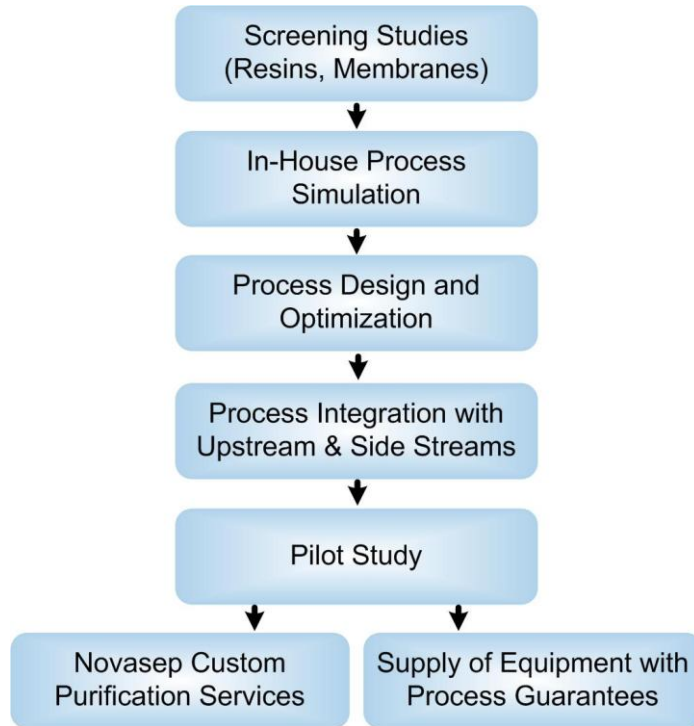 Screening Studies
(Resins, Membranes)
In-House Process
Simulation
Process Design and
Optimization
Process Integration with
Upstream & Side Streams
Pilot Study
Novasep Custom
Purification Services
Supply of Equipment with
Process Guarantees